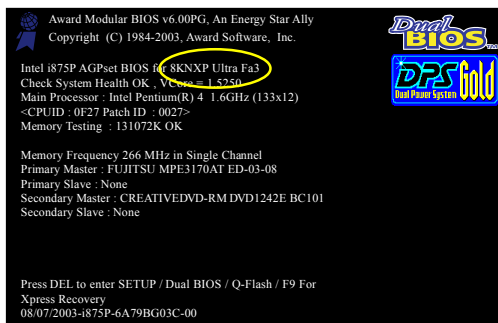 Award Modular BIOS v6.00PG, An Energy Star Ally
Copyright  (C) 1984-2003, Award Software,  Inc.
Dual
BIOS
TM
Intel i875P AGPset BIOS for 8KNXP Ultra Fa3
Check System Health OK , VCore = 1.5250
Main Processor : Intel Pentium(R) 4  1.6GHz (133x12)
<CPUID : 0F27 Patch ID  : 0027>
Memory Testing  : 131072K OK
DPS
Dual Power System
Gold
Memory Frequency 266 MHz in Single Channel
Primary Master : FUJITSU MPE3170AT ED-03-08
Primary Slave : None
Secondary Master : CREATIVEDVD-RM DVD1242E BC101
Secondary Slave : None
Press DEL to enter SETUP / Dual BIOS / Q-Flash / F9 For
Xpress Recovery
08/07/2003-i875P-6A79BG03C-00